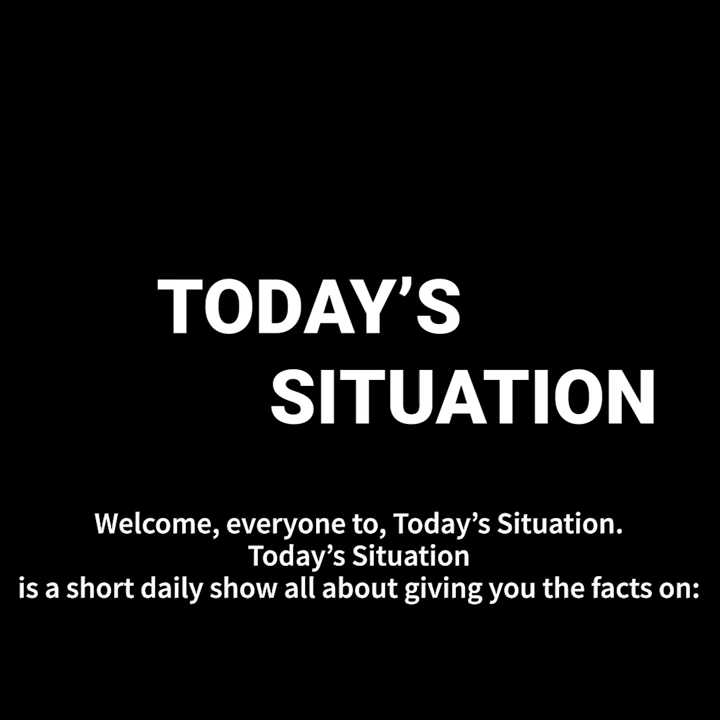 TODAY’S
SITUATION
Welcome, everyone to, Today’s Situation.
Today’s Situation
is a short daily show all about giving you the facts on: